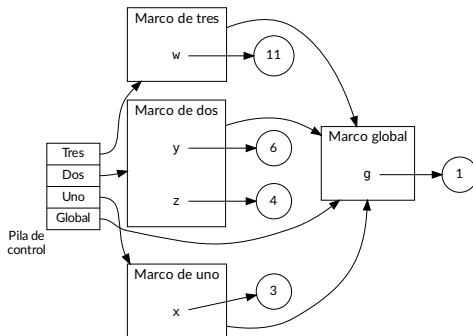 Marco de tres
w
11
Marco de dos
y
6
z
4
Marco global
g
1
Tres
Dos
Uno
Global
Pila de
control
Marco de uno
x
3